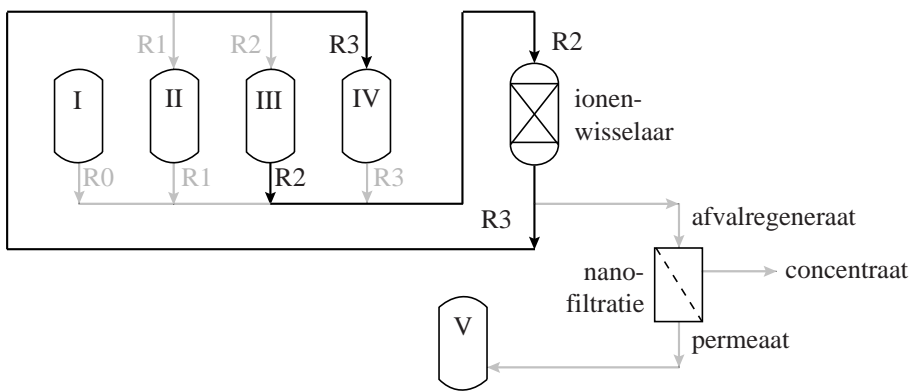 R1
R2
R3
R2
I
II
III
IV
ionen-
wisselaar
R0
R1
R2
R3
R3
afvalregeneraat
nano-
filtratie
concentraat
V
permeaat